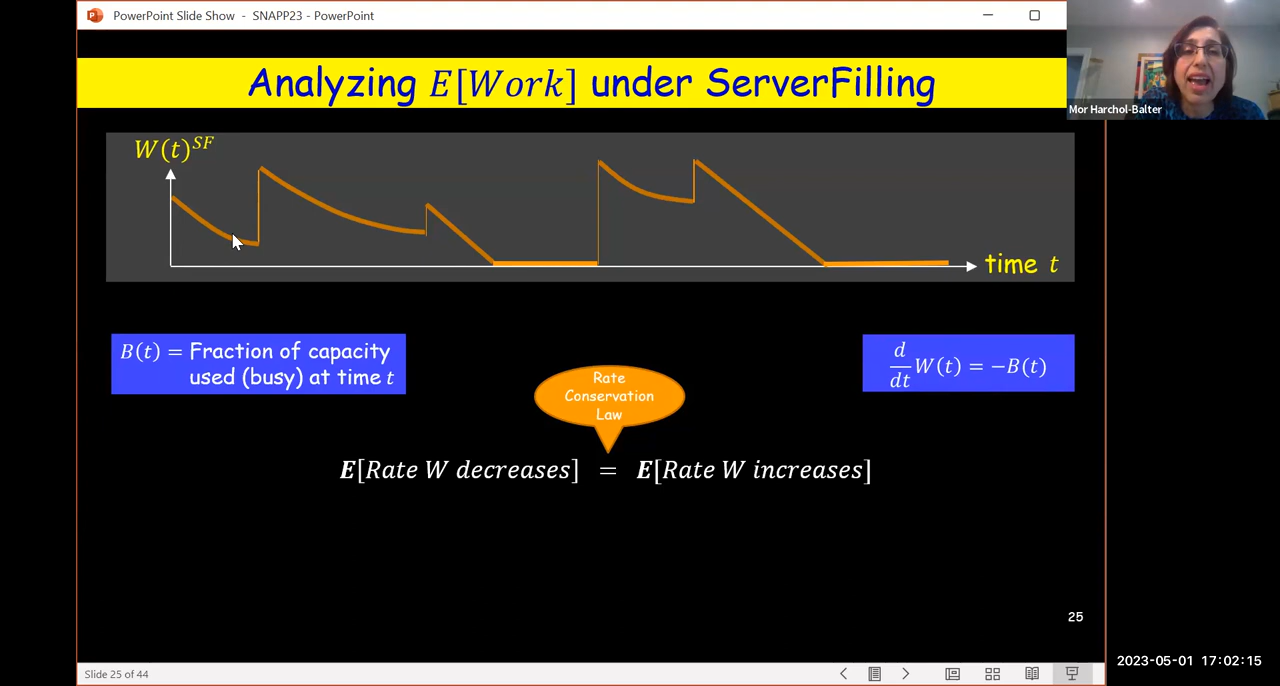 PowerPoint Slide Show - SNAPP23 - PowerPoint
Mor Harchol-Balter
Analyzing E[Work] under ServerFilling
W(t)^SF
time t
B(t) = Fraction of capacity
used (busy) at time t
d/dt W(t) = −B(t)
Rate
Conservation
Law
E[Rate W decreases] = E[Rate W increases]
25
2023-05-01 17:02:15
Slide 25 of 44